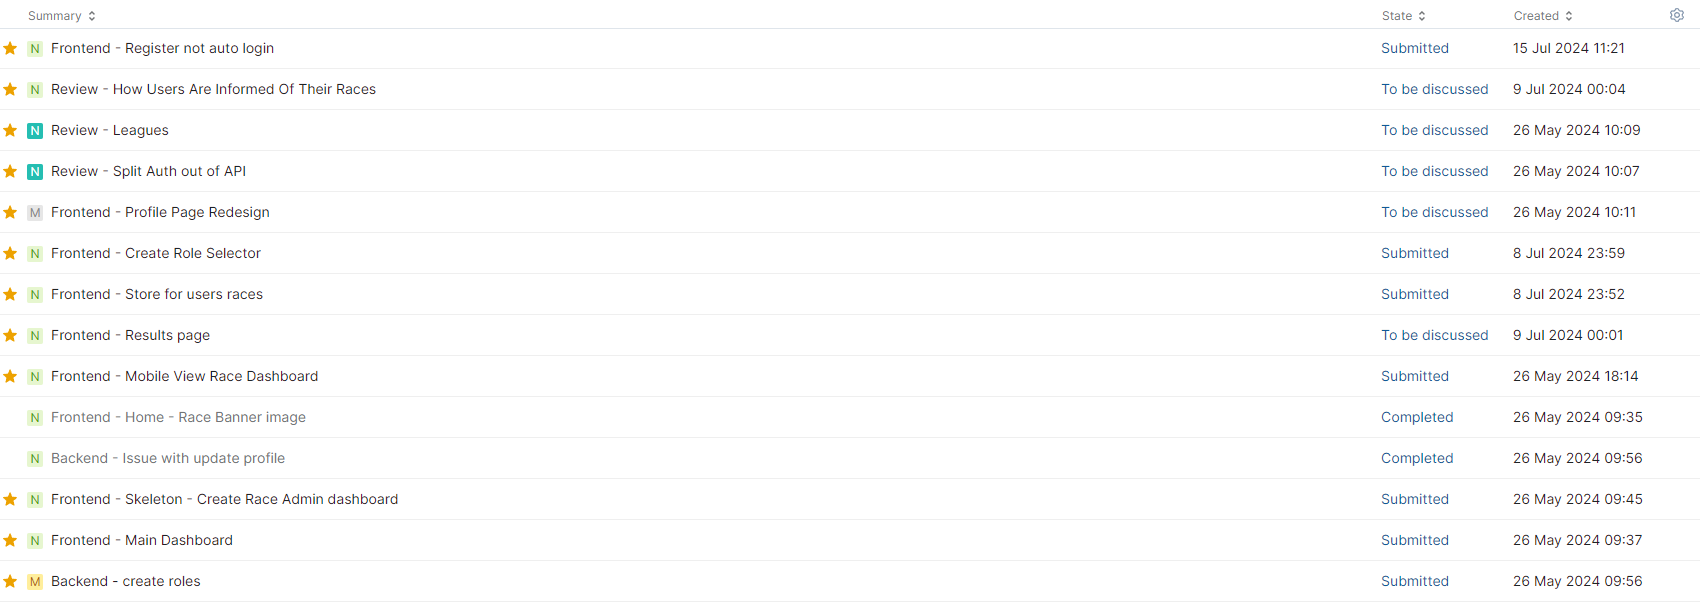 Summary State Created
N Frontend - Register not auto login Submitted 15 Jul 2024 11:21
N Review - How Users Are Informed Of Their Races To be discussed 9 Jul 2024 00:04
N Review - Leagues To be discussed 26 May 2024 10:09
N Review - Split Auth out of API To be discussed 26 May 2024 10:07
M Frontend - Profile Page Redesign To be discussed 26 May 2024 10:11
N Frontend - Create Role Selector Submitted 8 Jul 2024 23:59
N Frontend - Store for users races Submitted 8 Jul 2024 23:52
N Frontend - Results page To be discussed 9 Jul 2024 00:01
N Frontend - Mobile View Race Dashboard Submitted 26 May 2024 18:14
N Frontend - Home - Race Banner image Completed 26 May 2024 09:35
N Backend - Issue with update profile Completed 26 May 2024 09:56
N Frontend - Skeleton - Create Race Admin dashboard Submitted 26 May 2024 09:45
N Frontend - Main Dashboard Submitted 26 May 2024 09:37
M Backend - create roles Submitted 26 May 2024 09:56